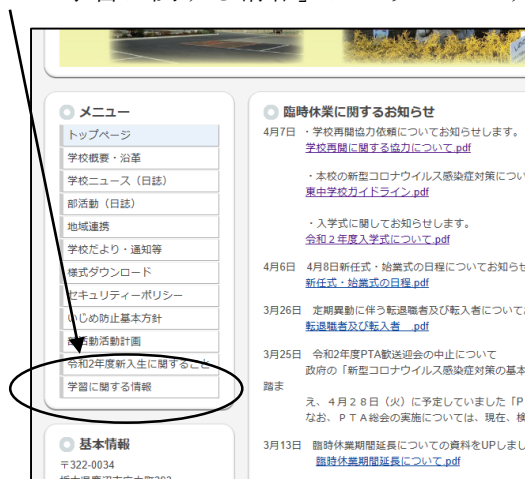 メニュー
トップページ
学校概要・沿革
学校ニュース（日誌）
部活動（日誌）
地域連携
学校だより・通知等
様式ダウンロード
セキュリティーポリシー
いじめ防止基本方針
部活動活動計画
令和2年度新入生に関すること
学習に関する情報
基本情報
〒322-0034
臨時休業に関するお知らせ
4月7日 ・学校再開協力依頼についてお知らせします。
学校再開に関する協力について.pdf
・本校の新型コロナウイルス感染症対策につい
東中学校ガイドライン.pdf
・入学式に関してお知らせします。
令和２年度入学式について.pdf
4月6日 4月8日新任式・始業式の日程についてお知らせ
新任式・始業式の日程.pdf
3月26日 定期異動に伴う転退職者及び転入者について
転退職者及び転入者 .pdf
3月25日 令和2年度PTA歓送迎会の中止について
政府の「新型コロナウイルス感染症対策の基本
踏ま
え、４月２８日（火）に予定していました「Ｐ
なお、ＰＴＡ総会の実施については、現在、検
3月13日 臨時休業期間延長についての資料をUPしまし
臨時休業期間延長について.pdf